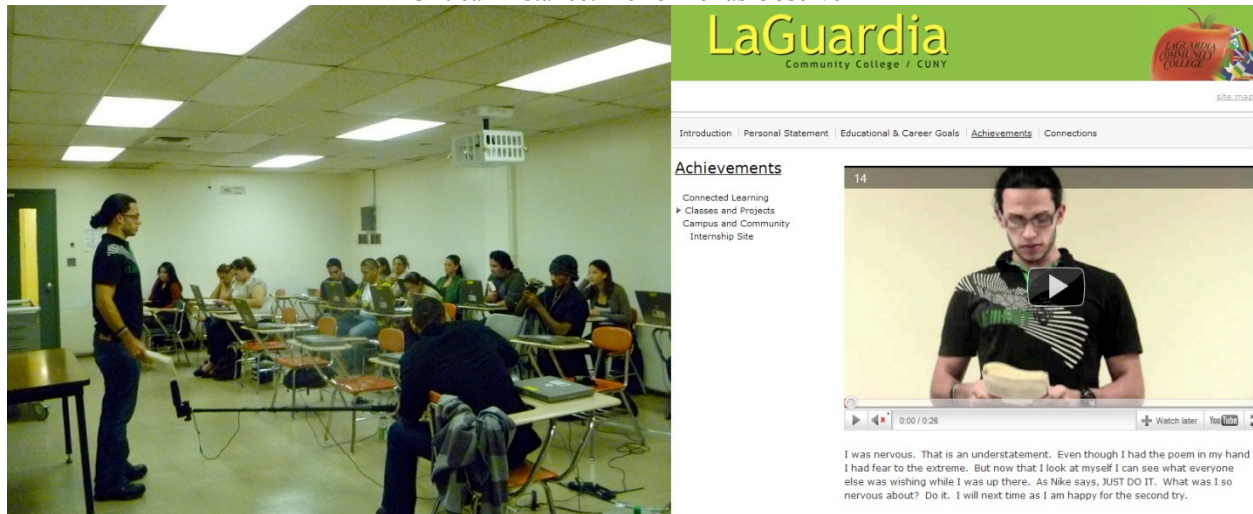 LaGuardia
Community College / CUNY
LAGUARDIA
COMMUNITY
COLLEGE
site map
Introduction | Personal Statement | Educational & Career Goals | Achievements | Connections
Achievements
Connected Learning
Classes and Projects
Campus and Community
Internship Site
14
0:00 / 0:26
Watch later
YouTube
I was nervous. That is an understatement. Even though I had the poem in my hand
I had fear to the extreme. But now that I look at myself I can see what everyone
else was wishing while I was up there. As Nike says, JUST DO IT. What was I so
nervous about? Do it. I will next time as I am happy for the second try.